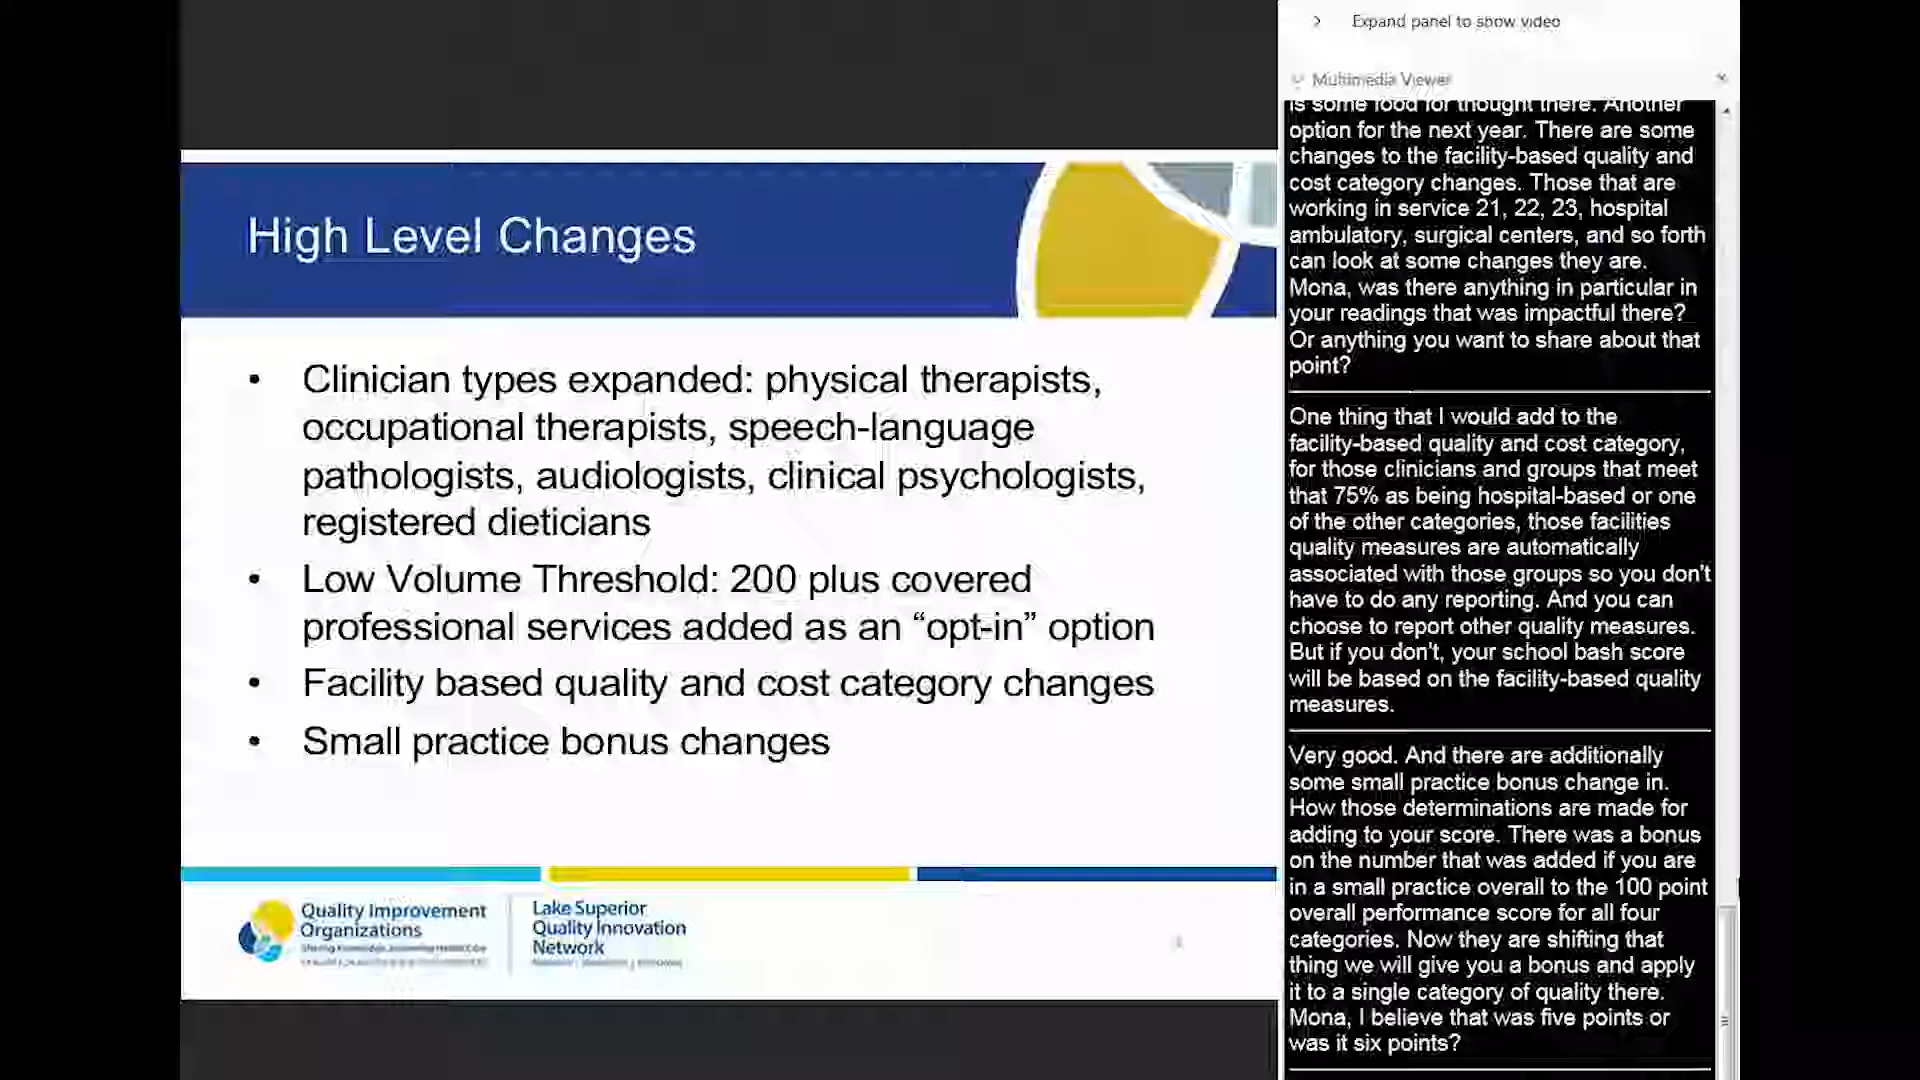 High Level Changes
• Clinician types expanded: physical therapists,
occupational therapists, speech-language
pathologists, audiologists, clinical psychologists,
registered dieticians
• Low Volume Threshold: 200 plus covered
professional services added as an “opt-in” option
• Facility based quality and cost category changes
• Small practice bonus changes
Quality Improvement
Organizations
Lake Superior
Quality Innovation
Network
Expand panel to show video
Multimedia Viewer
is some food for thought there. Another
option for the next year. There are some
changes to the facility-based quality and
cost category changes. Those that are
working in service 21, 22, 23, hospital
ambulatory, surgical centers, and so forth
can look at some changes they are.
Mona, was there anything in particular in
your readings that was impactful there?
Or anything you want to share about that
point?
One thing that I would add to the
facility-based quality and cost category,
for those clinicians and groups that meet
that 75% as being hospital-based or one
of the other categories, those facilities
quality measures are automatically
associated with those groups so you don't
have to do any reporting. And you can
choose to report other quality measures.
But if you don't, your school bash score
will be based on the facility-based quality
measures.
Very good. And there are additionally
some small practice bonus change in.
How those determinations are made for
adding to your score. There was a bonus
on the number that was added if you are
in a small practice overall to the 100 point
overall performance score for all four
categories. Now they are shifting that
thing we will give you a bonus and apply
it to a single category of quality there.
Mona, I believe that was five points or
was it six points?